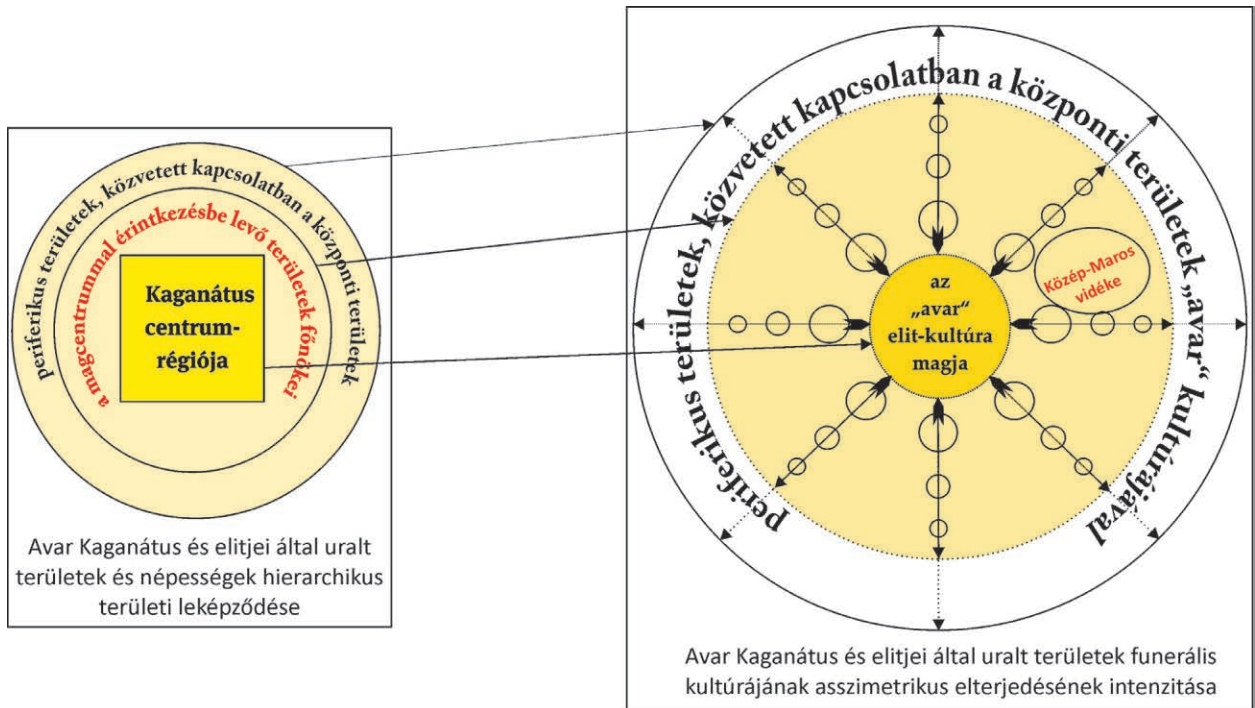 periferikus területek, közvetett kapcsolatban a központi területek
a magcentrummal érintkezésbe levő területek főnökei
Kaganátus
centrum-
régiója
Avar Kaganátus és elitjei által uralt
területek és népességek hierarchikus
területi leképződése
periferikus területek, közvetett kapcsolatban a központi területek „avar“ kultúrájával
az
„avar“
elit-kultúra
magja
Közép-Maros
vidéke
Avar Kaganátus és elitjei által uralt területek funerális
kultúrájának asszimetrikus elterjedésének intenzitása